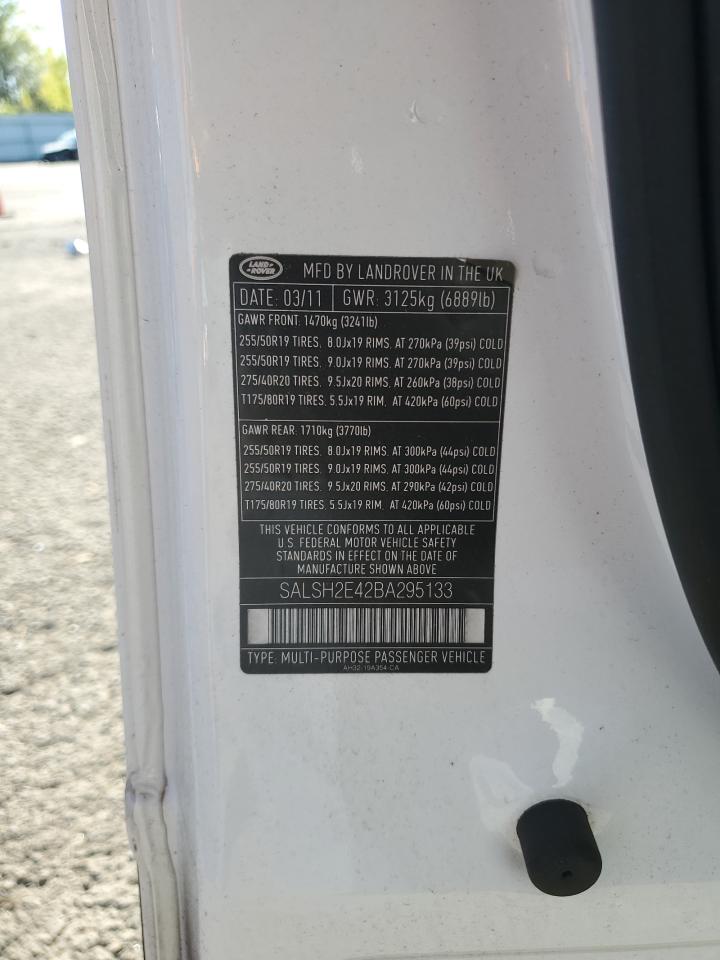 LAND ROVER MFD BY LANDROVER IN THE UK
DATE: 03/11 GWR: 3125kg (6889lb)
GAWR FRONT: 1470kg (3241lb)
255/50R19 TIRES, 8.0Jx19 RIMS, AT 270kPa (39psi) COLD
255/50R19 TIRES, 9.0Jx19 RIMS, AT 270kPa (39psi) COLD
275/40R20 TIRES, 9.5Jx20 RIMS, AT 260kPa (38psi) COLD
T175/80R19 TIRES, 5.5Jx19 RIM, AT 420kPa (60psi) COLD
GAWR REAR: 1710kg (3770lb)
255/50R19 TIRES, 8.0Jx19 RIMS, AT 300kPa (44psi) COLD
255/50R19 TIRES, 9.0Jx19 RIMS, AT 300kPa (44psi) COLD
275/40R20 TIRES, 9.5Jx20 RIMS, AT 290kPa (42psi) COLD
T175/80R19 TIRES, 5.5Jx19 RIM, AT 420kPa (60psi) COLD
THIS VEHICLE CONFORMS TO ALL APPLICABLE
U.S. FEDERAL MOTOR VEHICLE SAFETY
STANDARDS IN EFFECT ON THE DATE OF
MANUFACTURE SHOWN ABOVE
SALSH2E42BA295133
TYPE: MULTI-PURPOSE PASSENGER VEHICLE
AH32-19A354-CA